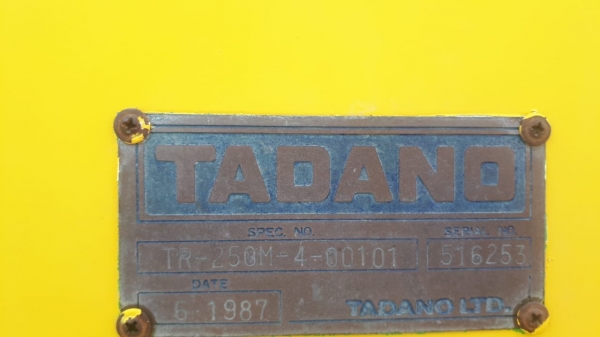 TADANO
SPEC. NO. SERIAL NO.
TR-250M-4-00101 516253
DATE
6 1987 TADANO LTD.